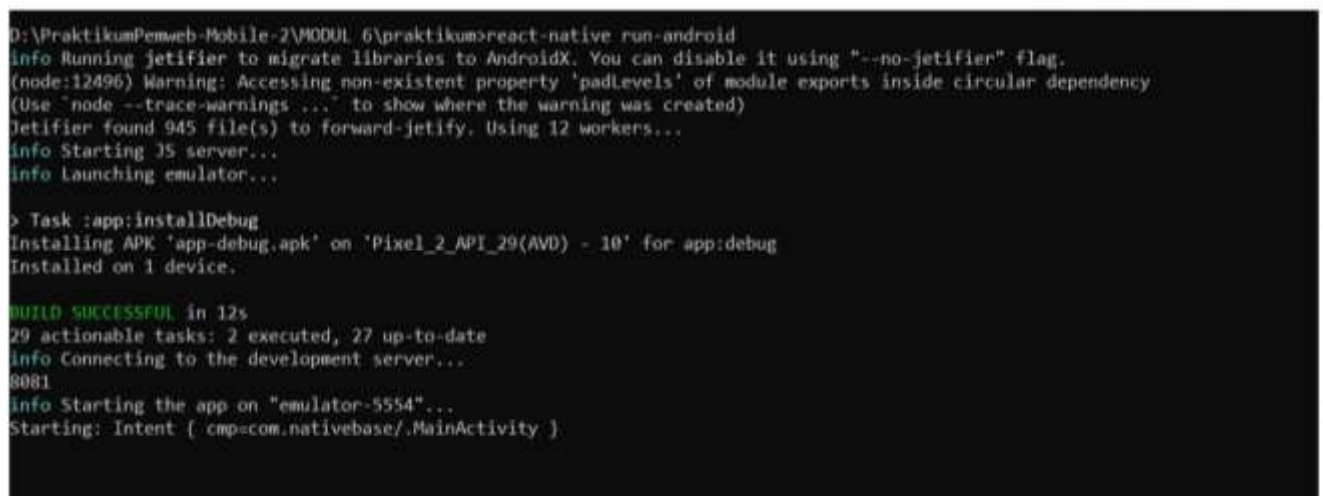 D:\PraktikumPemweb-Mobile-2\MODUL 6\praktikum>react-native run-android
info Running jetifier to migrate libraries to AndroidX. You can disable it using "--no-jetifier" flag.
(node:12496) Warning: Accessing non-existent property 'padLevels' of module exports inside circular dependency
(Use `node --trace-warnings ...` to show where the warning was created)
Jetifier found 945 file(s) to forward-jetify. Using 12 workers...
info Starting JS server...
info Launching emulator...
> Task :app:installDebug
Installing APK 'app-debug.apk' on 'Pixel_2_API_29(AVD) - 10' for app:debug
Installed on 1 device.
BUILD SUCCESSFUL in 12s
29 actionable tasks: 2 executed, 27 up-to-date
info Connecting to the development server...
8081
info Starting the app on "emulator-5554"...
Starting: Intent { cmp=com.nativebase/.MainActivity }